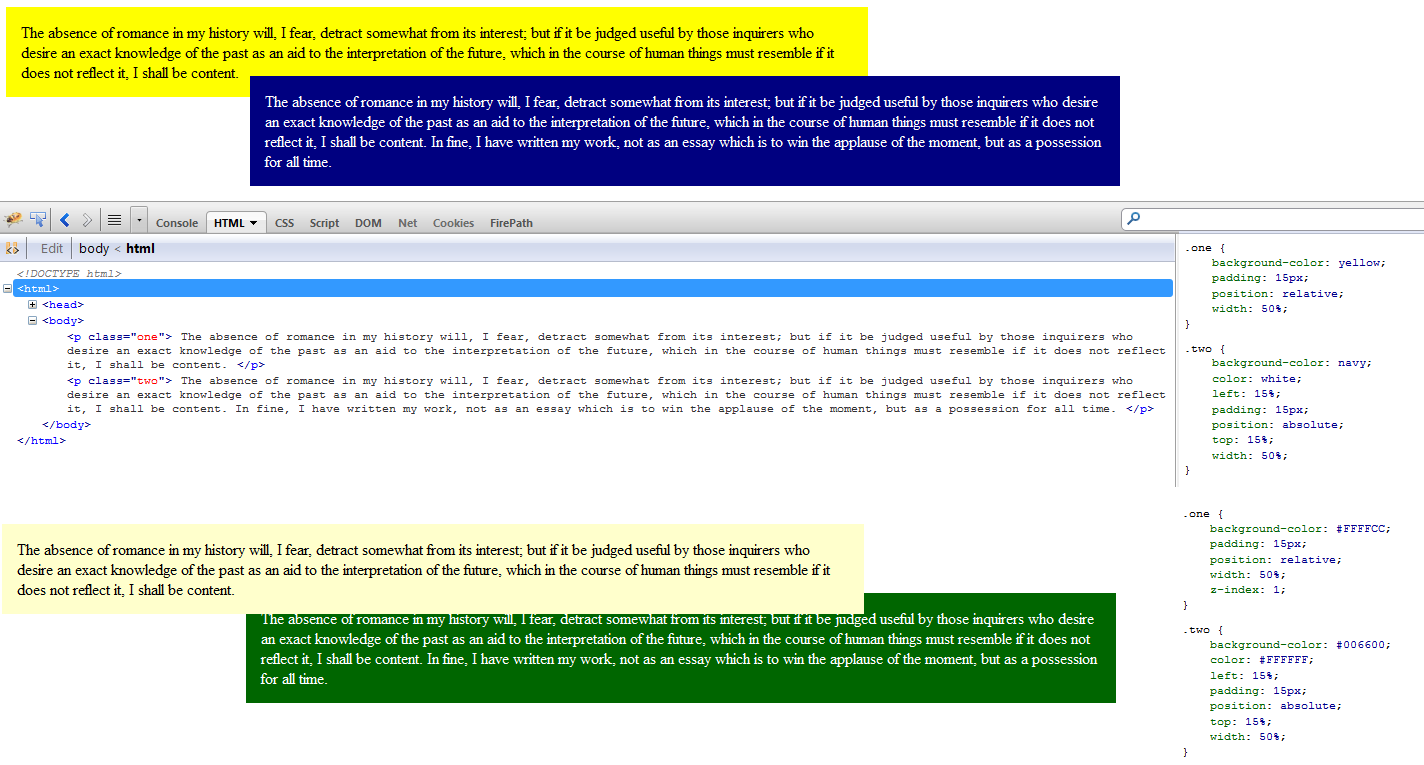 The absence of romance in my history will, I fear, detract somewhat from its interest; but if it be judged useful by those inquirers who
desire an exact knowledge of the past as an aid to the interpretation of the future, which in the course of human things must resemble if it
does not reflect it, I shall be content.
The absence of romance in my history will, I fear, detract somewhat from its interest; but if it be judged useful by those inquirers who desire
an exact knowledge of the past as an aid to the interpretation of the future, which in the course of human things must resemble if it does not
reflect it, I shall be content. In fine, I have written my work, not as an essay which is to win the applause of the moment, but as a possession
for all time.
Console HTML CSS Script DOM Net Cookies FirePath
Edit body < html
<!DOCTYPE html>
<html>
<head>
<body>
<p class="one"> The absence of romance in my history will, I fear, detract somewhat from its interest; but if it be judged useful by those inquirers who
desire an exact knowledge of the past as an aid to the interpretation of the future, which in the course of human things must resemble if it does not reflect
it, I shall be content. </p>
<p class="two"> The absence of romance in my history will, I fear, detract somewhat from its interest; but if it be judged useful by those inquirers who
desire an exact knowledge of the past as an aid to the interpretation of the future, which in the course of human things must resemble if it does not reflect
it, I shall be content. In fine, I have written my work, not as an essay which is to win the applause of the moment, but as a possession for all time. </p>
</body>
</html>
.one {
background-color: yellow;
padding: 15px;
position: relative;
width: 50%;
}
.two {
background-color: navy;
color: white;
left: 15%;
padding: 15px;
position: absolute;
top: 15%;
width: 50%;
}
The absence of romance in my history will, I fear, detract somewhat from its interest; but if it be judged useful by those inquirers who
desire an exact knowledge of the past as an aid to the interpretation of the future, which in the course of human things must resemble if it
does not reflect it, I shall be content.
The absence of romance in my history will, I fear, detract somewhat from its interest; but if it be judged useful by those inquirers who desire
an exact knowledge of the past as an aid to the interpretation of the future, which in the course of human things must resemble if it does not
reflect it, I shall be content. In fine, I have written my work, not as an essay which is to win the applause of the moment, but as a possession
for all time.
.one {
background-color: #FFFFCC;
padding: 15px;
position: relative;
width: 50%;
z-index: 1;
}
.two {
background-color: #006600;
color: #FFFFFF;
left: 15%;
padding: 15px;
position: absolute;
top: 15%;
width: 50%;
}